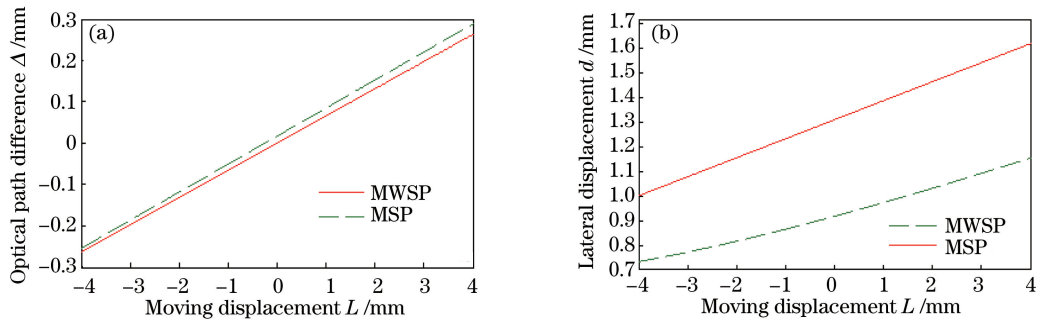 (a)
Optical path difference Δ /mm
0.3
0.2
0.1
0
−0.1
−0.2
−0.3
MWSP
MSP
−4 −3 −2 −1 0 1 2 3 4
Moving displacement L /mm
(b)
Lateral displacement d /mm
1.7
1.6
1.5
1.4
1.3
1.2
1.1
1.0
0.9
0.8
0.7
MWSP
MSP
−4 −3 −2 −1 0 1 2 3 4
Moving displacement L /mm